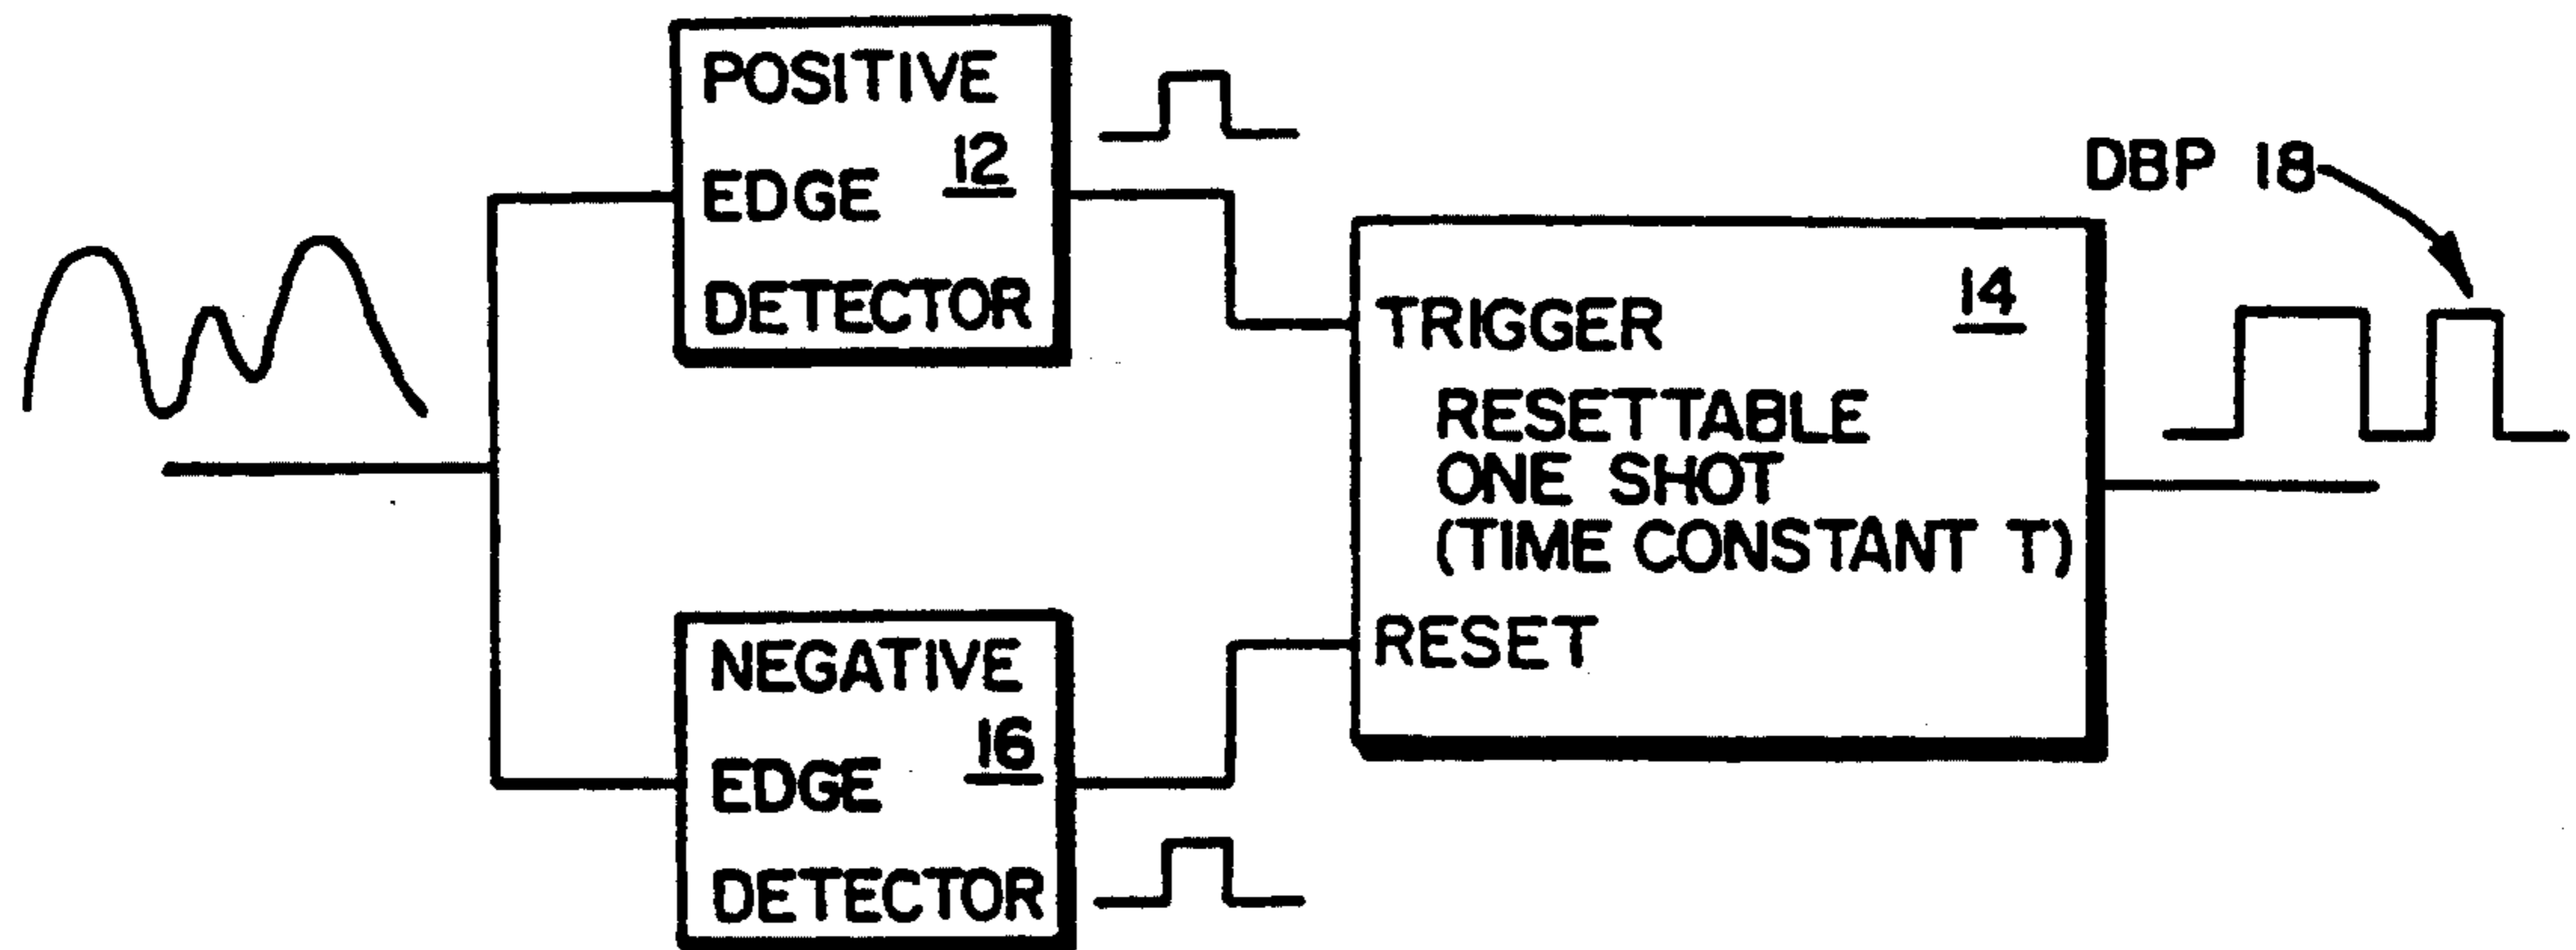 POSITIVE
EDGE 12
DETECTOR
DBP 18
14
TRIGGER
RESETTABLE
ONE SHOT
(TIME CONSTANT T)
RESET
NEGATIVE
EDGE 16
DETECTOR